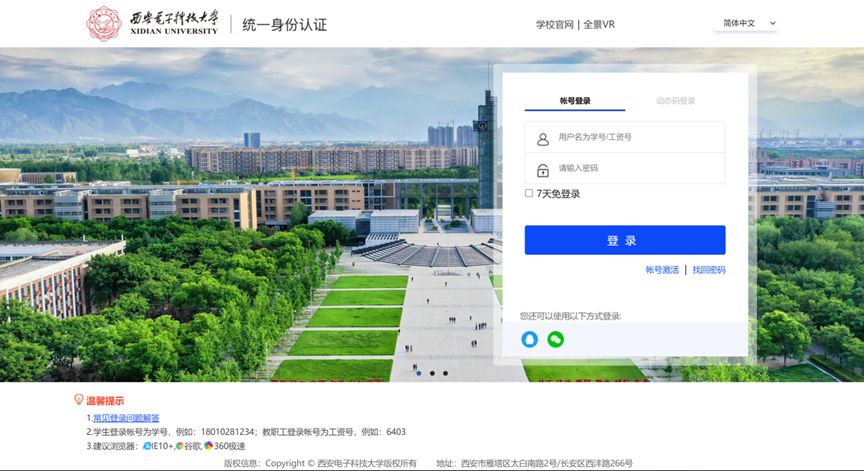 西安电子科技大学
XIDIAN UNIVERSITY
统一身份认证
学校官网 | 全景VR
简体中文
帐号登录 动态码登录
用户名为学号/工资号
请输入密码
7天免登录
登 录
帐号激活 | 找回密码
您还可以使用以下方式登录:
温馨提示
1.常见登录问题解答
2.学生登录帐号为学号，例如：18010281234；教职工登录帐号为工资号，例如：6403
3.建议浏览器：IE10+,谷歌,360极速
版权信息：Copyright © 西安电子科技大学版权所有 地址：西安市雁塔区太白南路2号/长安区西沣路266号